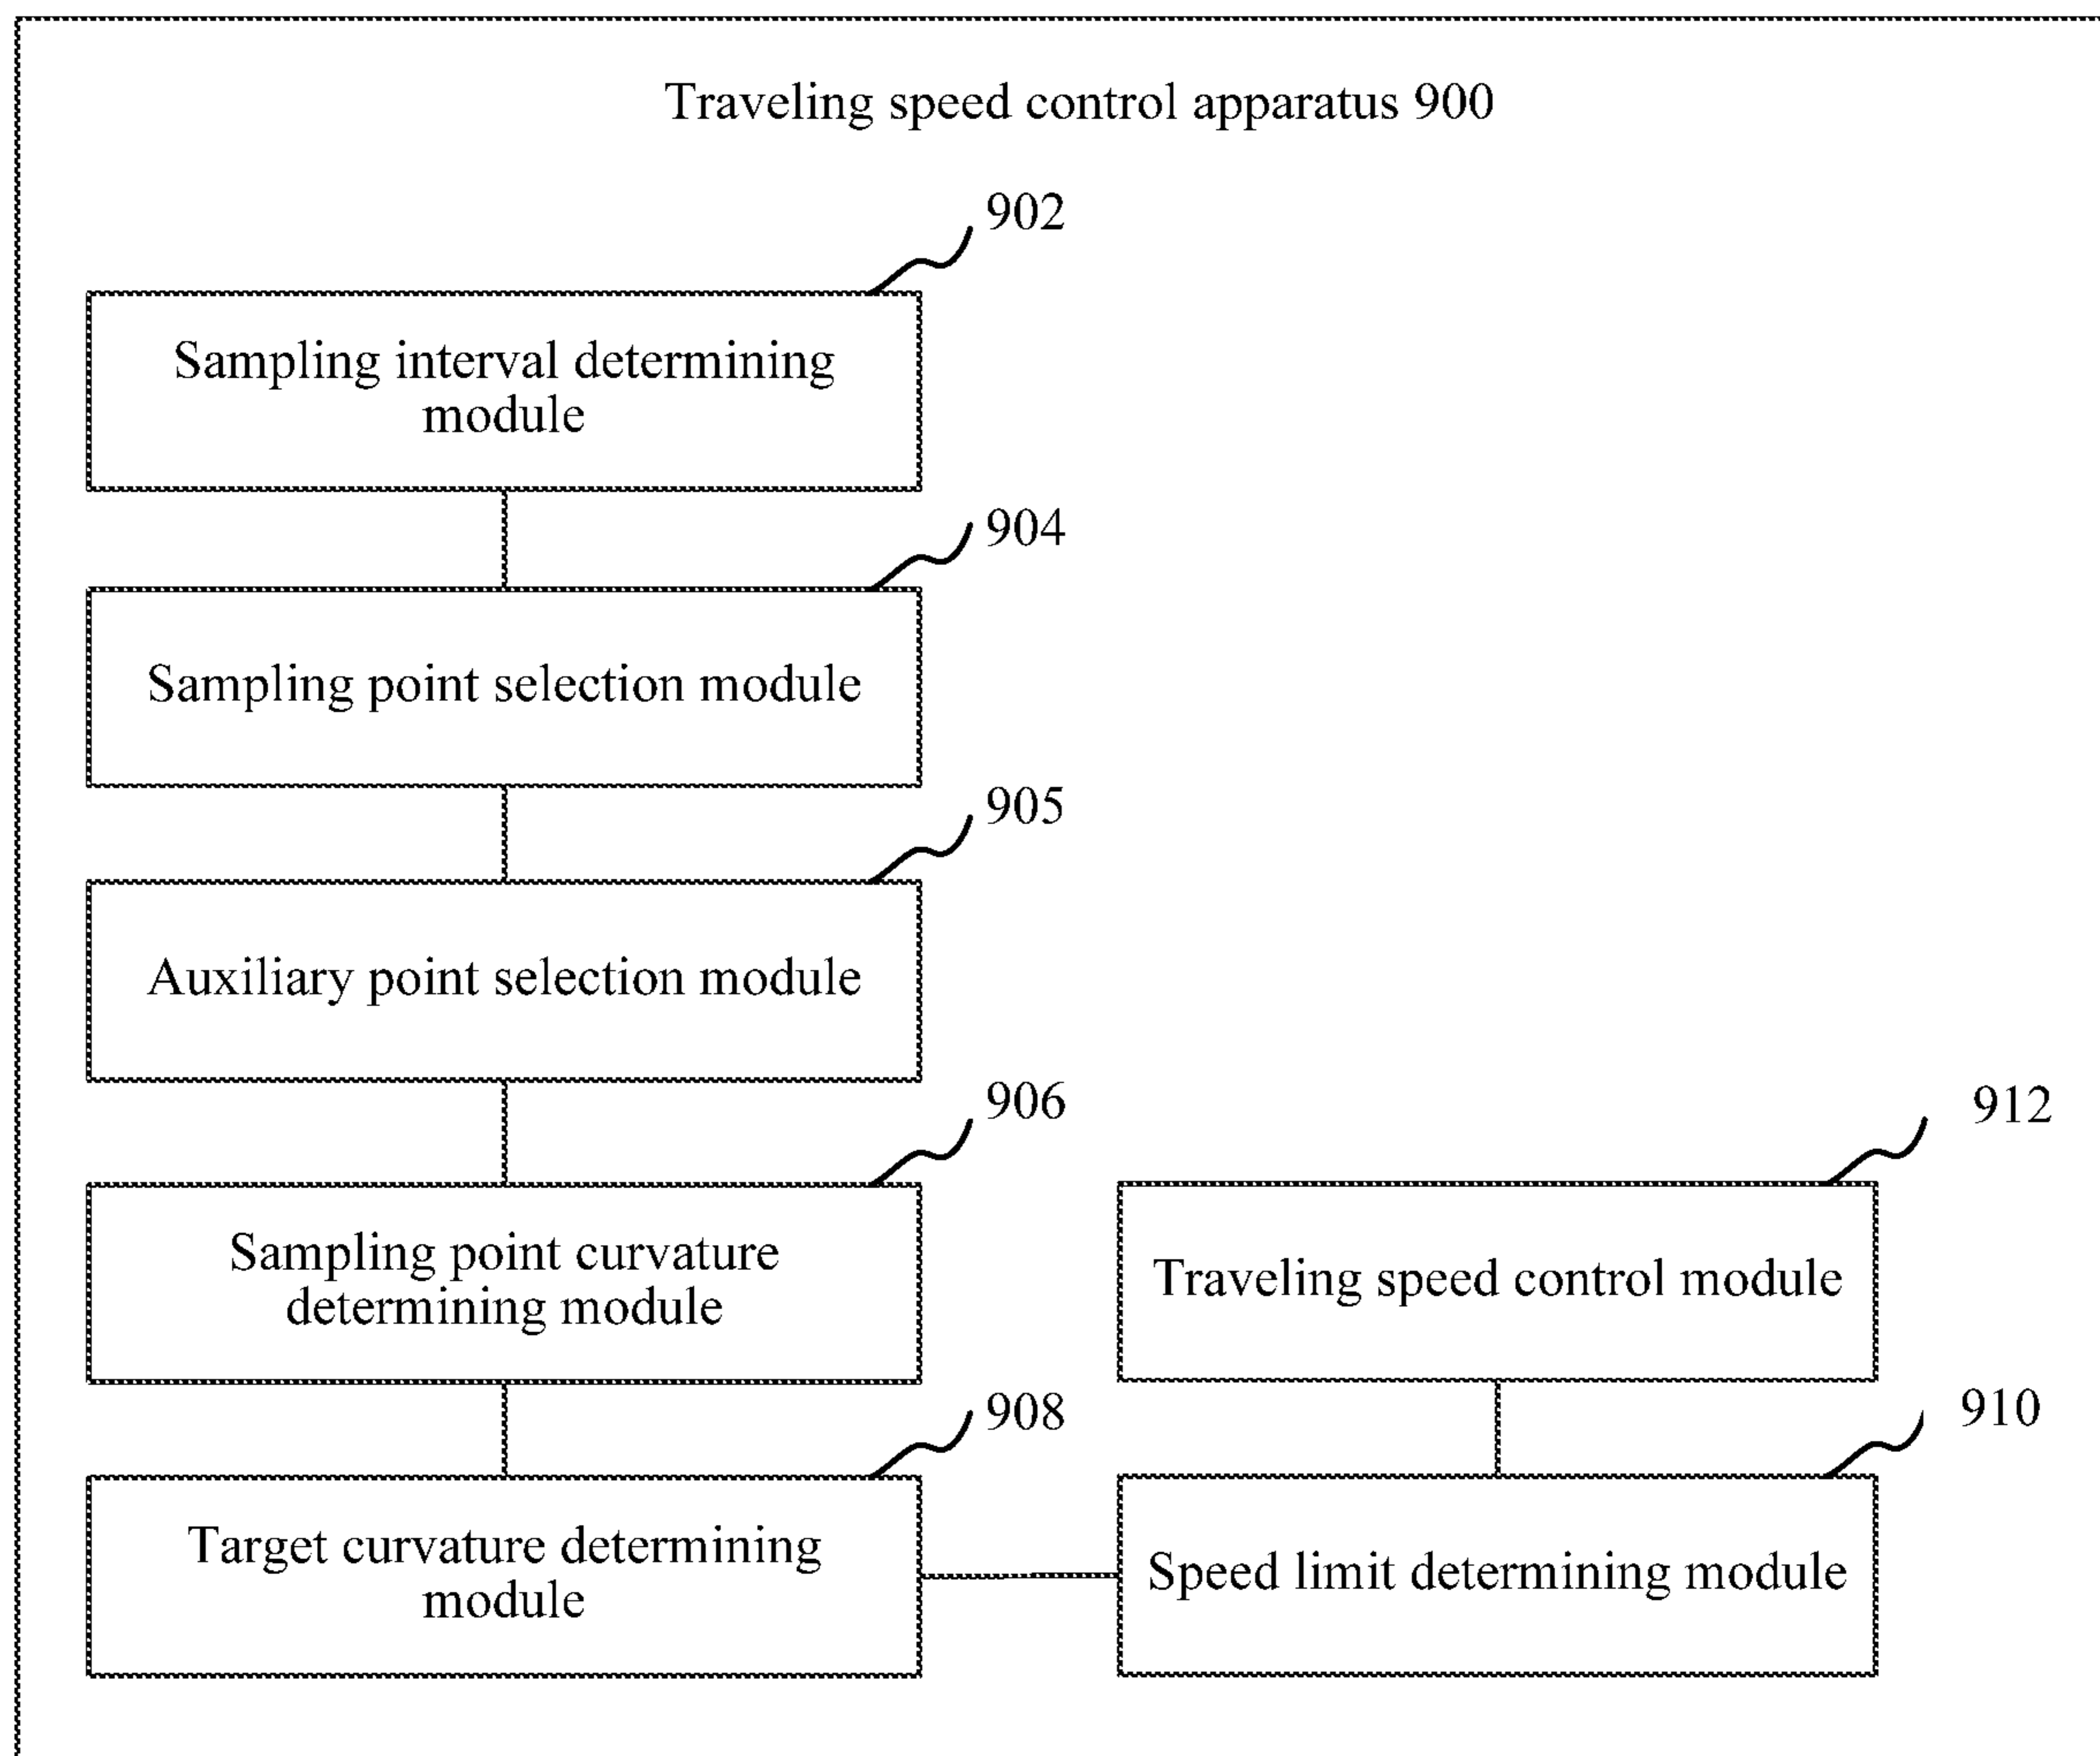 Traveling speed control apparatus 900
902
Sampling interval determining
module
904
Sampling point selection module
905
Auxiliary point selection module
906
Sampling point curvature
determining module
912
Traveling speed control module
908
Target curvature determining
module
910
Speed limit determining module